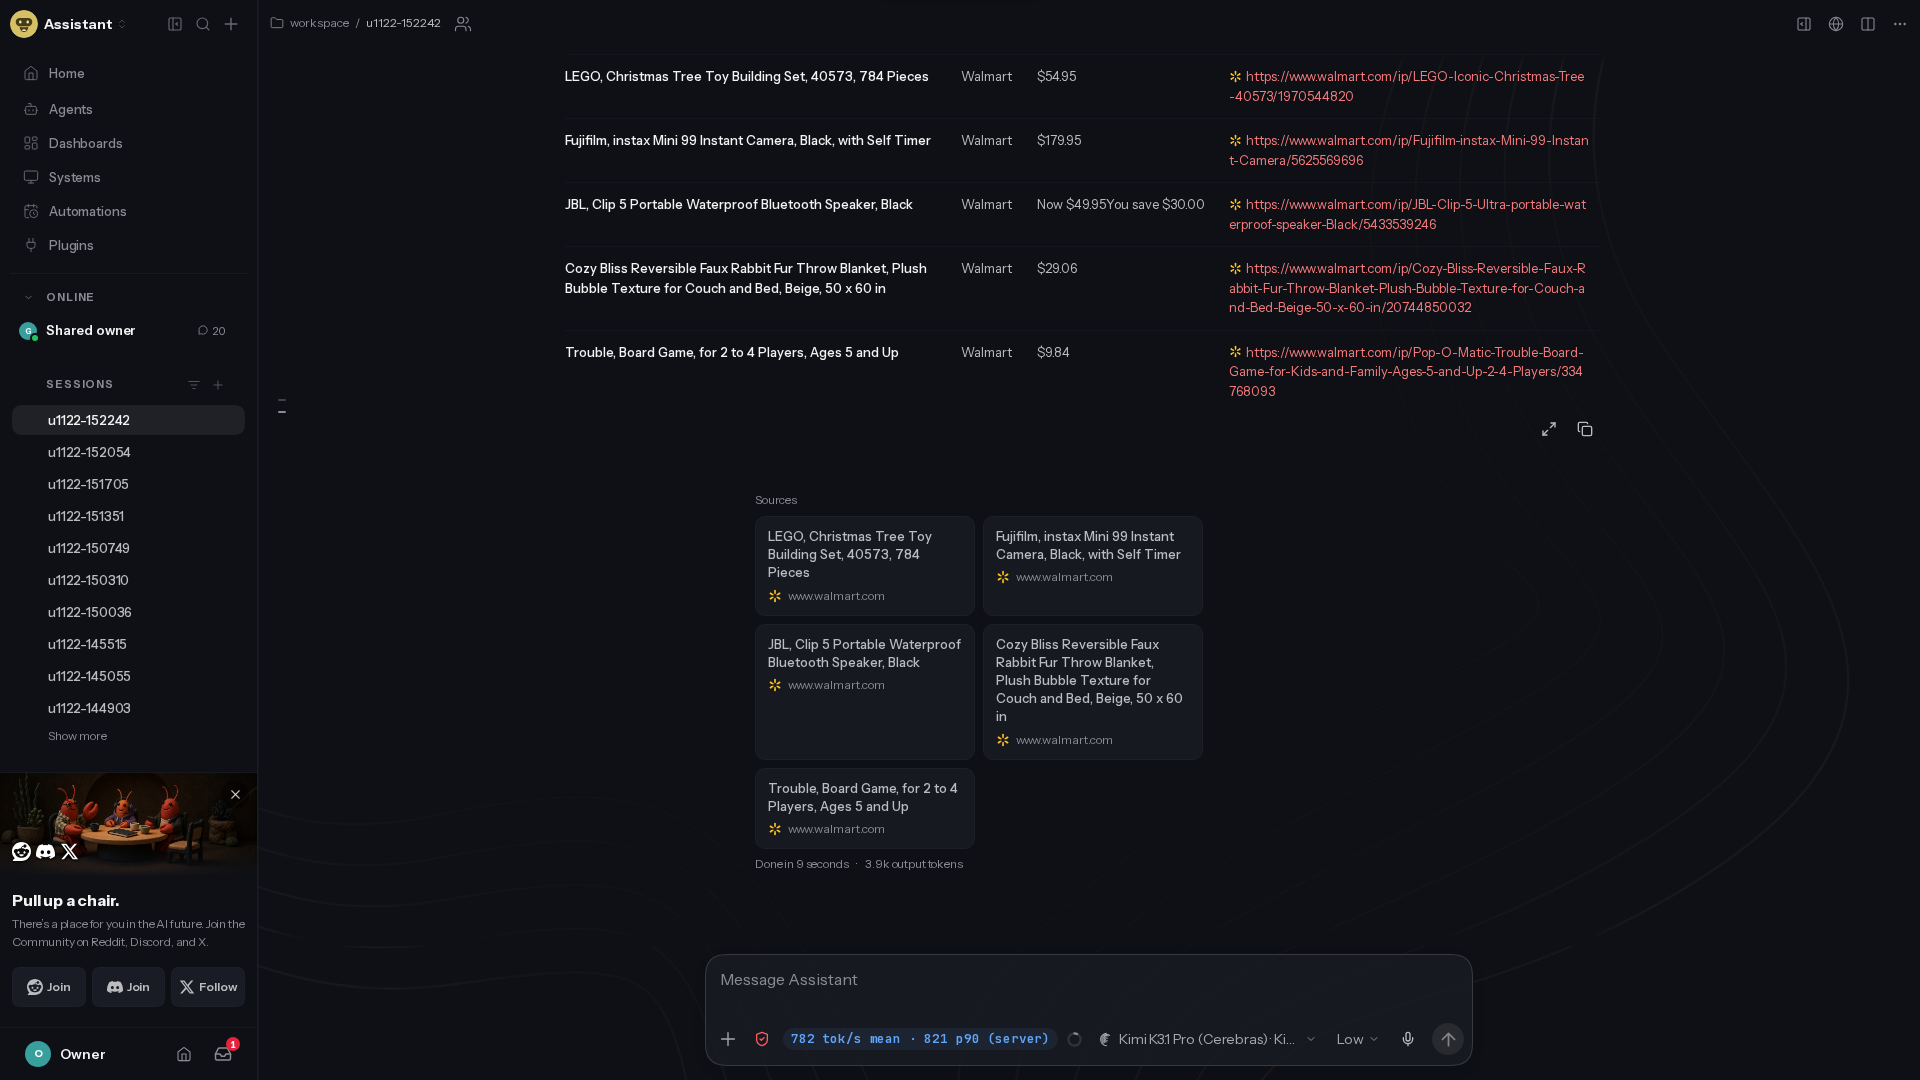 Assistant
workspace / u1122-152242
Home
Agents
Dashboards
Systems
Automations
Plugins
ONLINE
G
Shared owner
20
SESSIONS
u1122-152242
u1122-152054
u1122-151705
u1122-151351
u1122-150749
u1122-150310
u1122-150036
u1122-145515
u1122-145055
u1122-144903
Show more
Pull up a chair.
There's a place for you in the AI future. Join the
Community on Reddit, Discord, and X.
Join
Join
Follow
O
Owner
1
LEGO, Christmas Tree Toy Building Set, 40573, 784 Pieces
Walmart
$54.95
https://www.walmart.com/ip/LEGO-Iconic-Christmas-Tree
-40573/1970544820
Fujifilm, instax Mini 99 Instant Camera, Black, with Self Timer
Walmart
$179.95
https://www.walmart.com/ip/Fujifilm-instax-Mini-99-Instan
t-Camera/5625569696
JBL, Clip 5 Portable Waterproof Bluetooth Speaker, Black
Walmart
Now $49.95You save $30.00
https://www.walmart.com/ip/JBL-Clip-5-Ultra-portable-wat
erproof-speaker-Black/5433539246
Cozy Bliss Reversible Faux Rabbit Fur Throw Blanket, Plush
Bubble Texture for Couch and Bed, Beige, 50 x 60 in
Walmart
$29.06
https://www.walmart.com/ip/Cozy-Bliss-Reversible-Faux-R
abbit-Fur-Throw-Blanket-Plush-Bubble-Texture-for-Couch-a
nd-Bed-Beige-50-x-60-in/20744850032
Trouble, Board Game, for 2 to 4 Players, Ages 5 and Up
Walmart
$9.84
https://www.walmart.com/ip/Pop-O-Matic-Trouble-Board-
Game-for-Kids-and-Family-Ages-5-and-Up-2-4-Players/334
768093
Sources
LEGO, Christmas Tree Toy
Building Set, 40573, 784
Pieces
www.walmart.com
Fujifilm, instax Mini 99 Instant
Camera, Black, with Self Timer
www.walmart.com
JBL, Clip 5 Portable Waterproof
Bluetooth Speaker, Black
www.walmart.com
Cozy Bliss Reversible Faux
Rabbit Fur Throw Blanket,
Plush Bubble Texture for
Couch and Bed, Beige, 50 x 60
in
www.walmart.com
Trouble, Board Game, for 2 to 4
Players, Ages 5 and Up
www.walmart.com
Done in 9 seconds · 3.9k output tokens
Message Assistant
782 tok/s mean · 821 p90 (server)
Kimi K3.1 Pro (Cerebras) · Ki...
Low